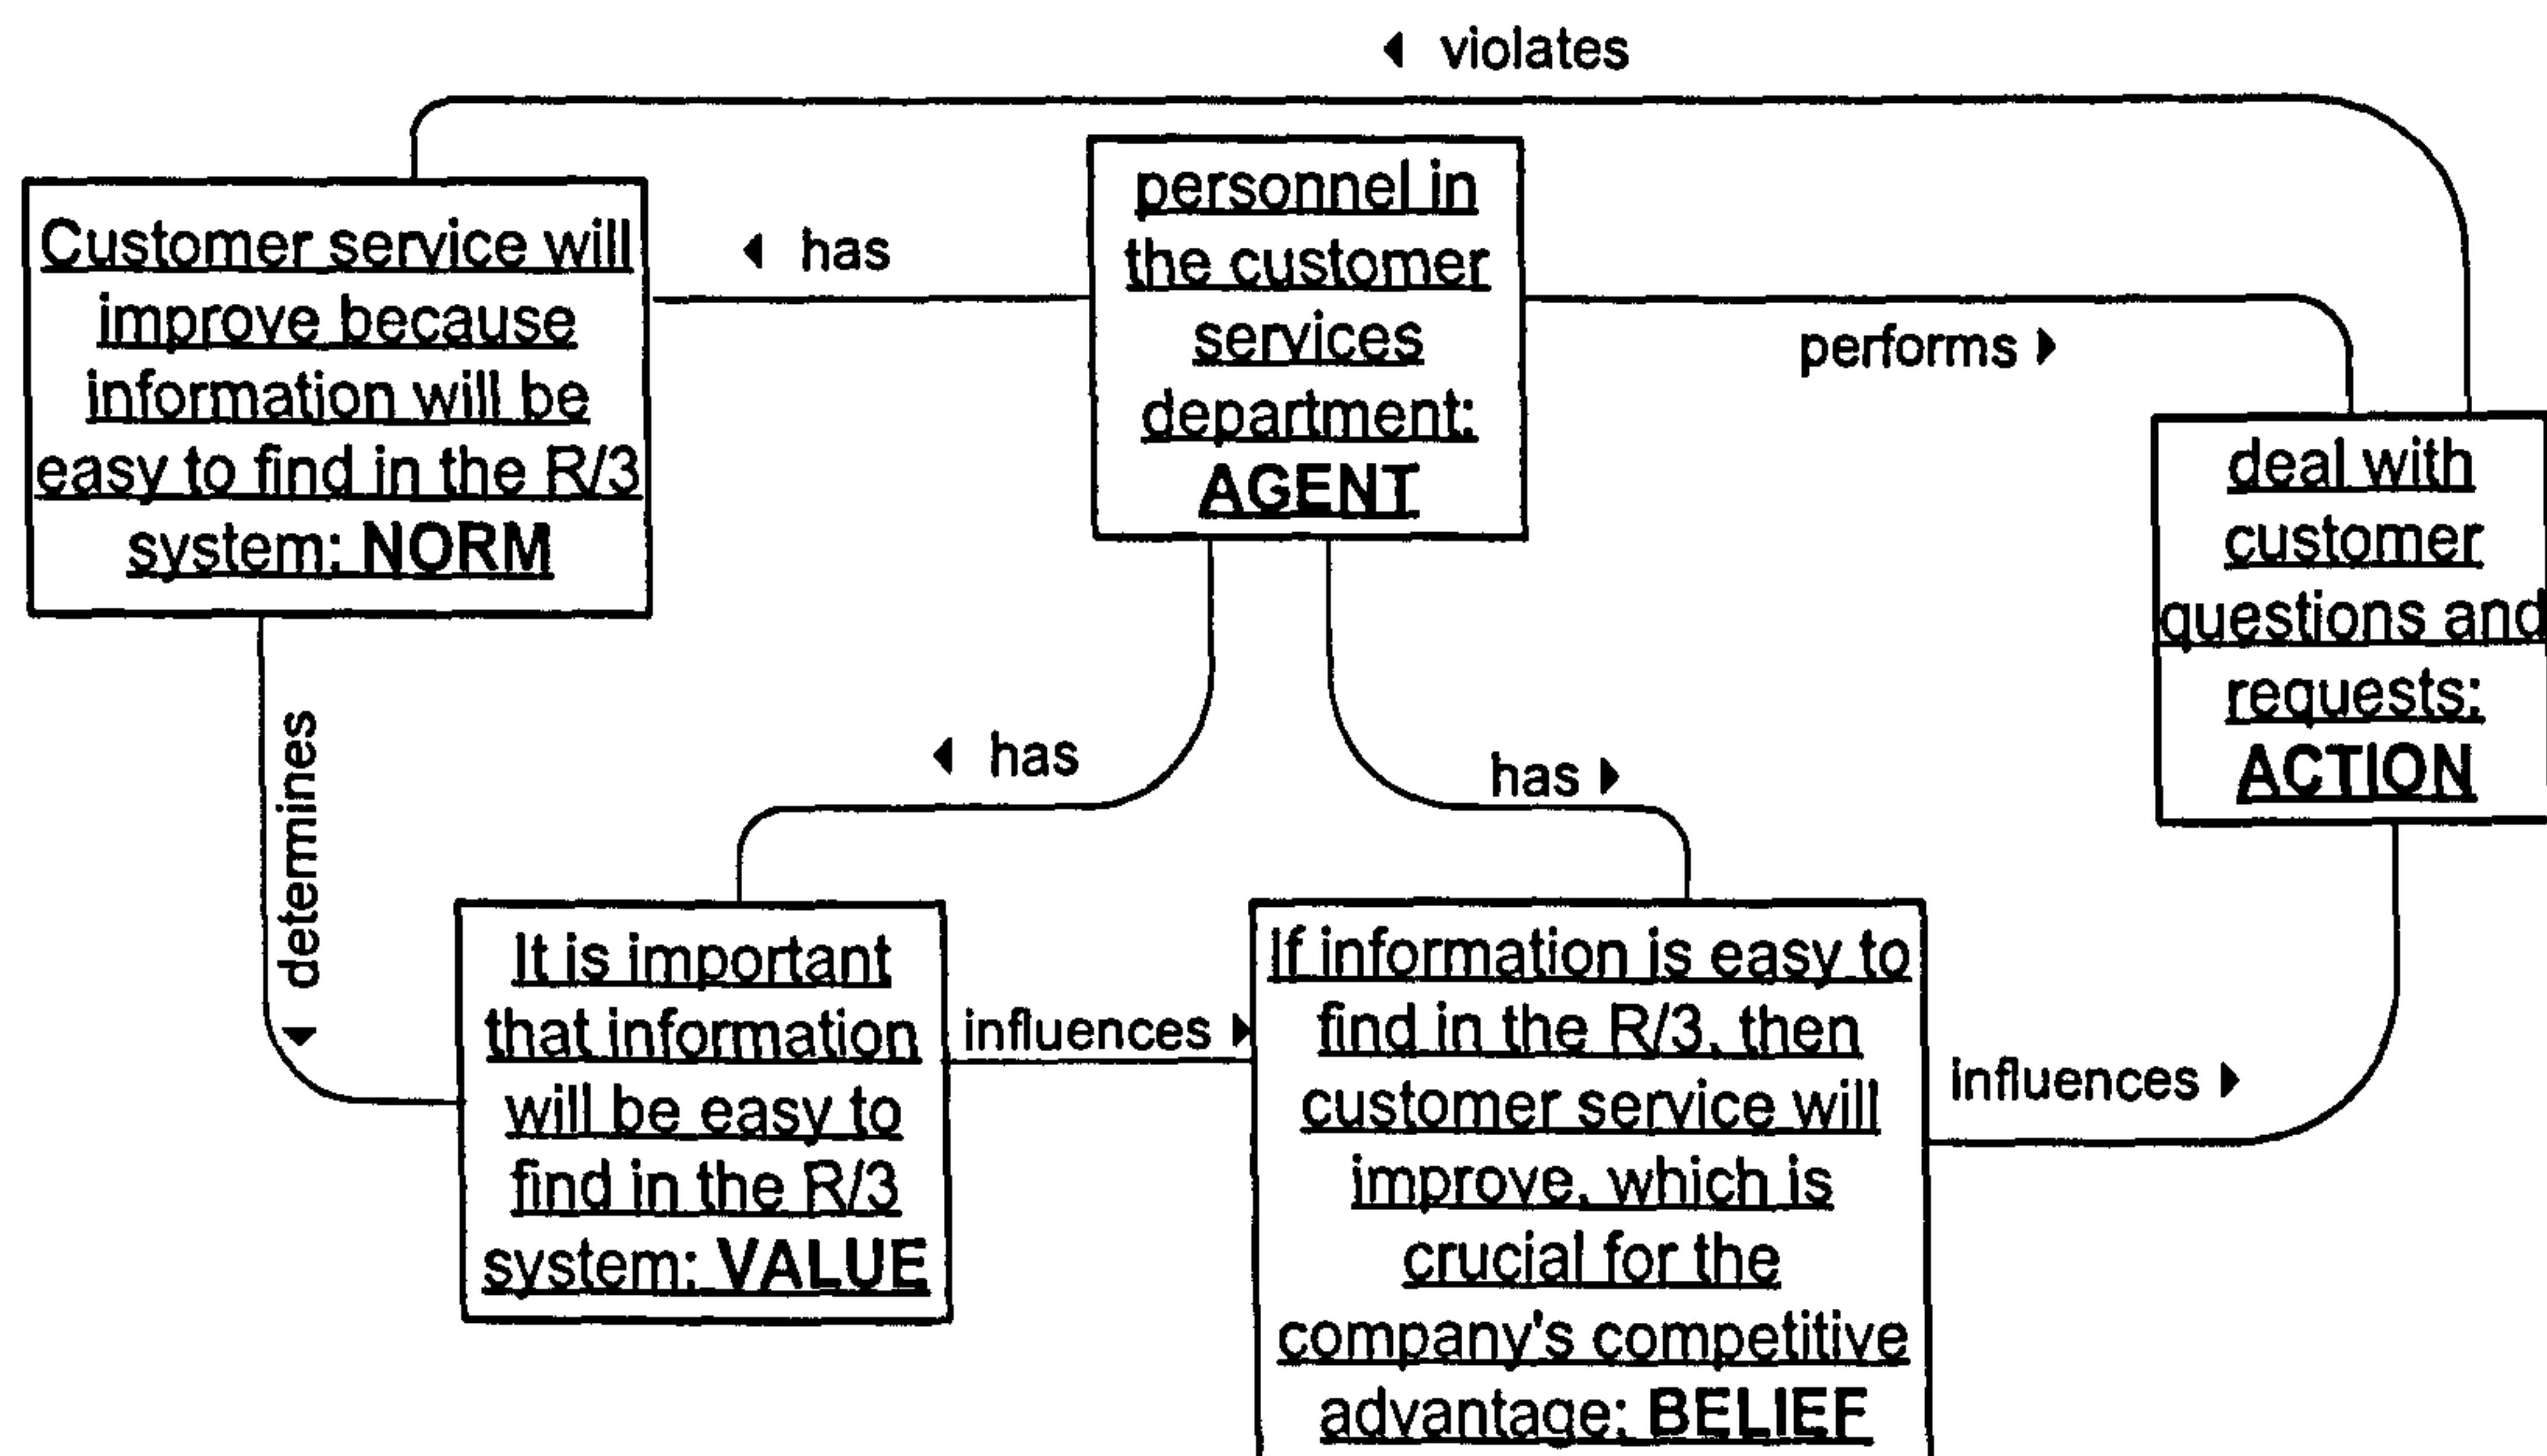 ◀ violates
Customer service will
improve because
information will be
easy to find in the R/3
system: NORM
◀ has
personnel in
the customer
services
department:
AGENT
performs ▶
deal with
customer
questions and
requests:
ACTION
determines ▶
◀ has
has ▶
It is important
that information
will be easy to
find in the R/3
system: VALUE
influences ▶
If information is easy to
find in the R/3, then
customer service will
improve, which is
crucial for the
company's competitive
advantage: BELIEF
influences ▶